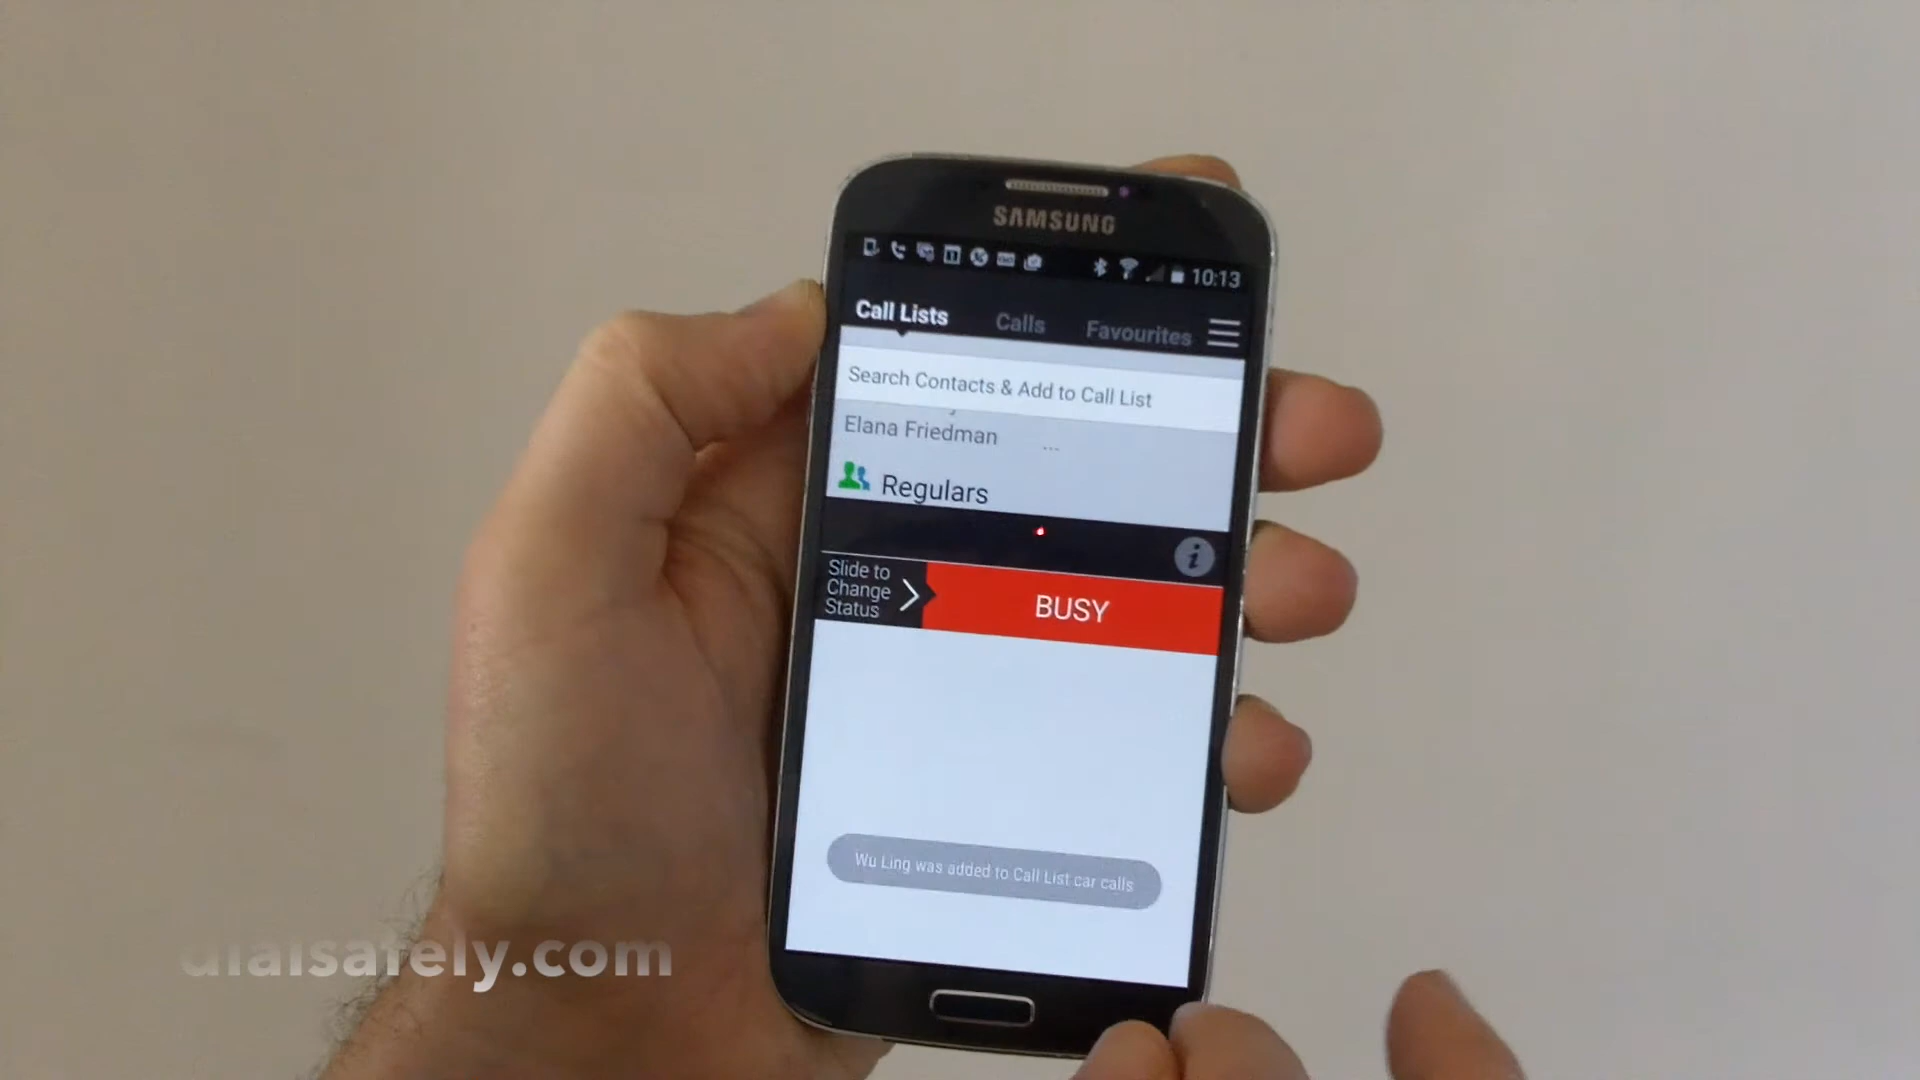 SAMSUNG
10:13
Call Lists Calls Favourites
Search Contacts & Add to Call List
Elana Friedman ...
Regulars
i
Slide to
Change
Status
BUSY
Wu Ling was added to Call List car calls
dialsafely.com